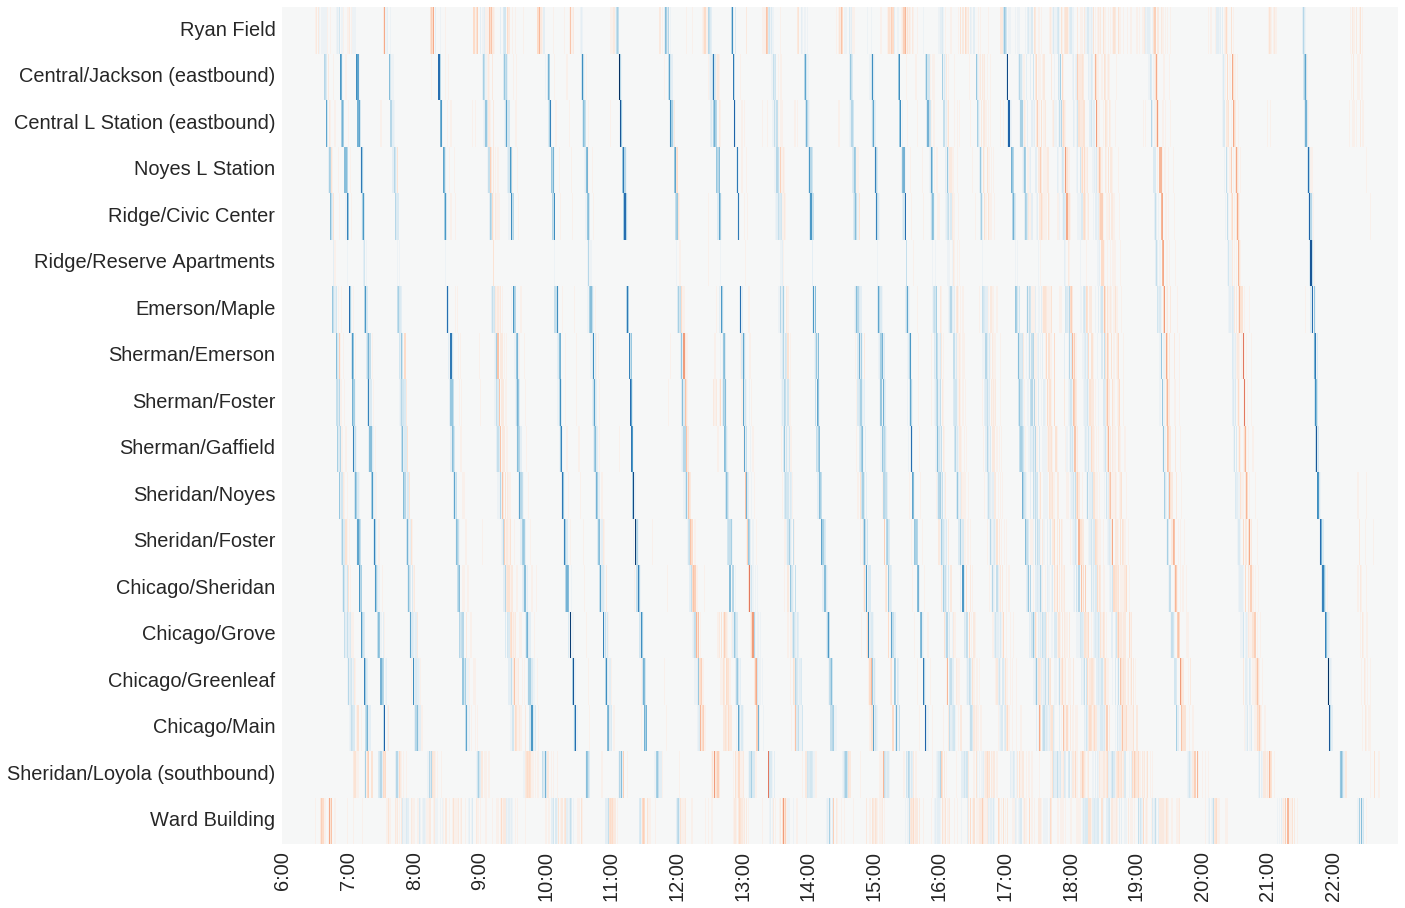 Ryan Field
Central/Jackson (eastbound)
Central L Station (eastbound)
Noyes L Station
Ridge/Civic Center
Ridge/Reserve Apartments
Emerson/Maple
Sherman/Emerson
Sherman/Foster
Sherman/Gaffield
Sheridan/Noyes
Sheridan/Foster
Chicago/Sheridan
Chicago/Grove
Chicago/Greenleaf
Chicago/Main
Sheridan/Loyola (southbound)
Ward Building
6:00
7:00
8:00
9:00
10:00
11:00
12:00
13:00
14:00
15:00
16:00
17:00
18:00
19:00
20:00
21:00
22:00